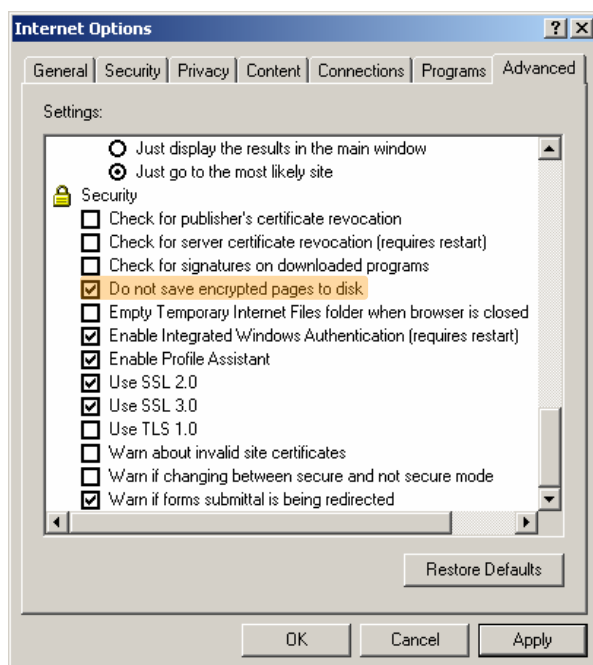 Internet Options
General Security Privacy Content Connections Programs Advanced
Settings:
Just display the results in the main window
Just go to the most likely site
Security
Check for publisher's certificate revocation
Check for server certificate revocation (requires restart)
Check for signatures on downloaded programs
Do not save encrypted pages to disk
Empty Temporary Internet Files folder when browser is closed
Enable Integrated Windows Authentication (requires restart)
Enable Profile Assistant
Use SSL 2.0
Use SSL 3.0
Use TLS 1.0
Warn about invalid site certificates
Warn if changing between secure and not secure mode
Warn if forms submittal is being redirected
Restore Defaults
OK Cancel Apply